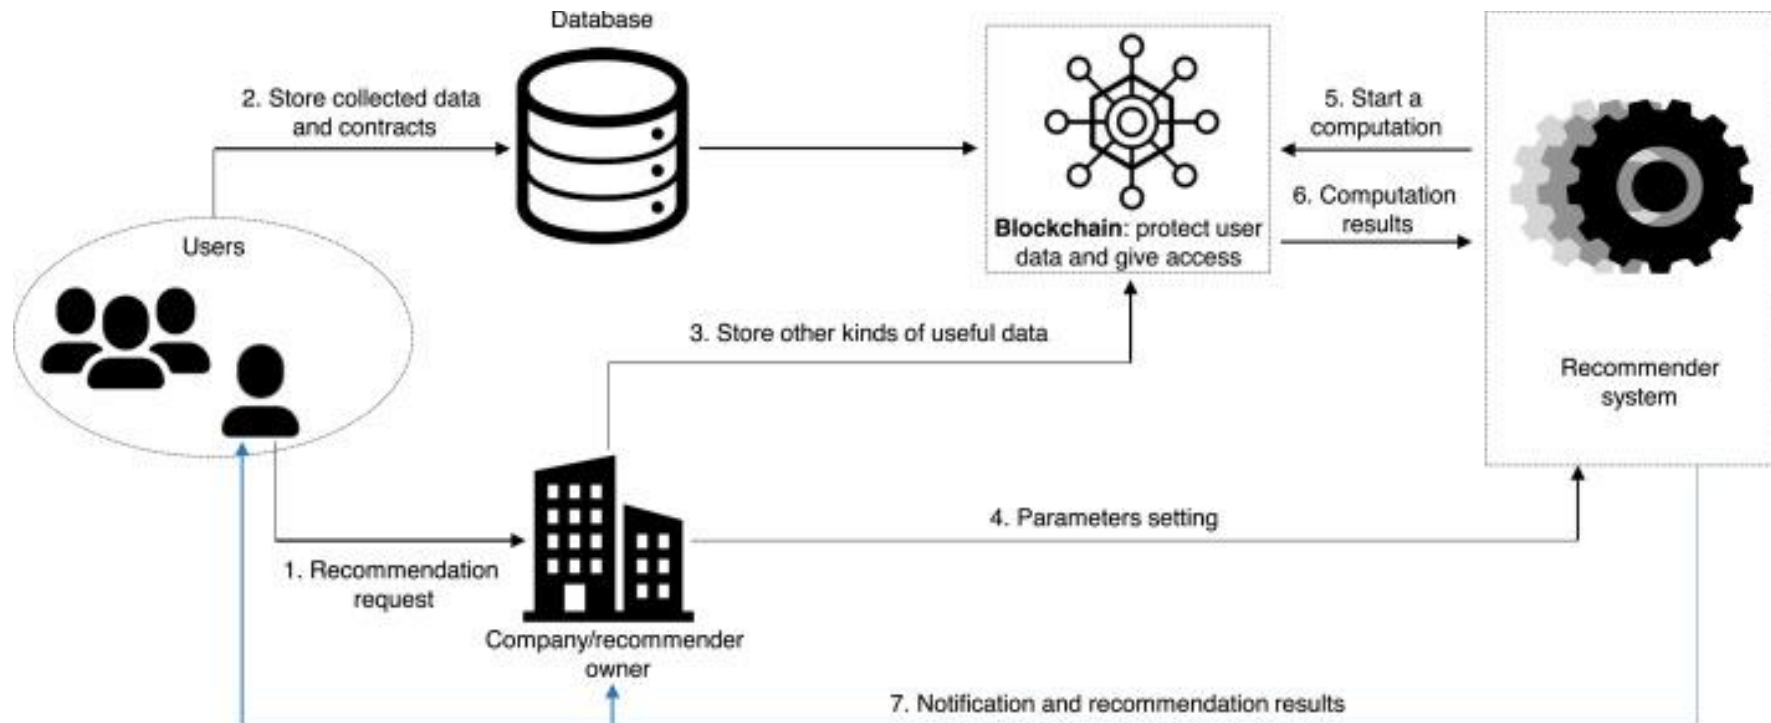 Database
2. Store collected data
and contracts
5. Start a
computation
6. Computation
results
Blockchain: protect user
data and give access
Users
3. Store other kinds of useful data
Recommender
system
4. Parameters setting
1. Recommendation
request
Company/recommender
owner
7. Notification and recommendation results